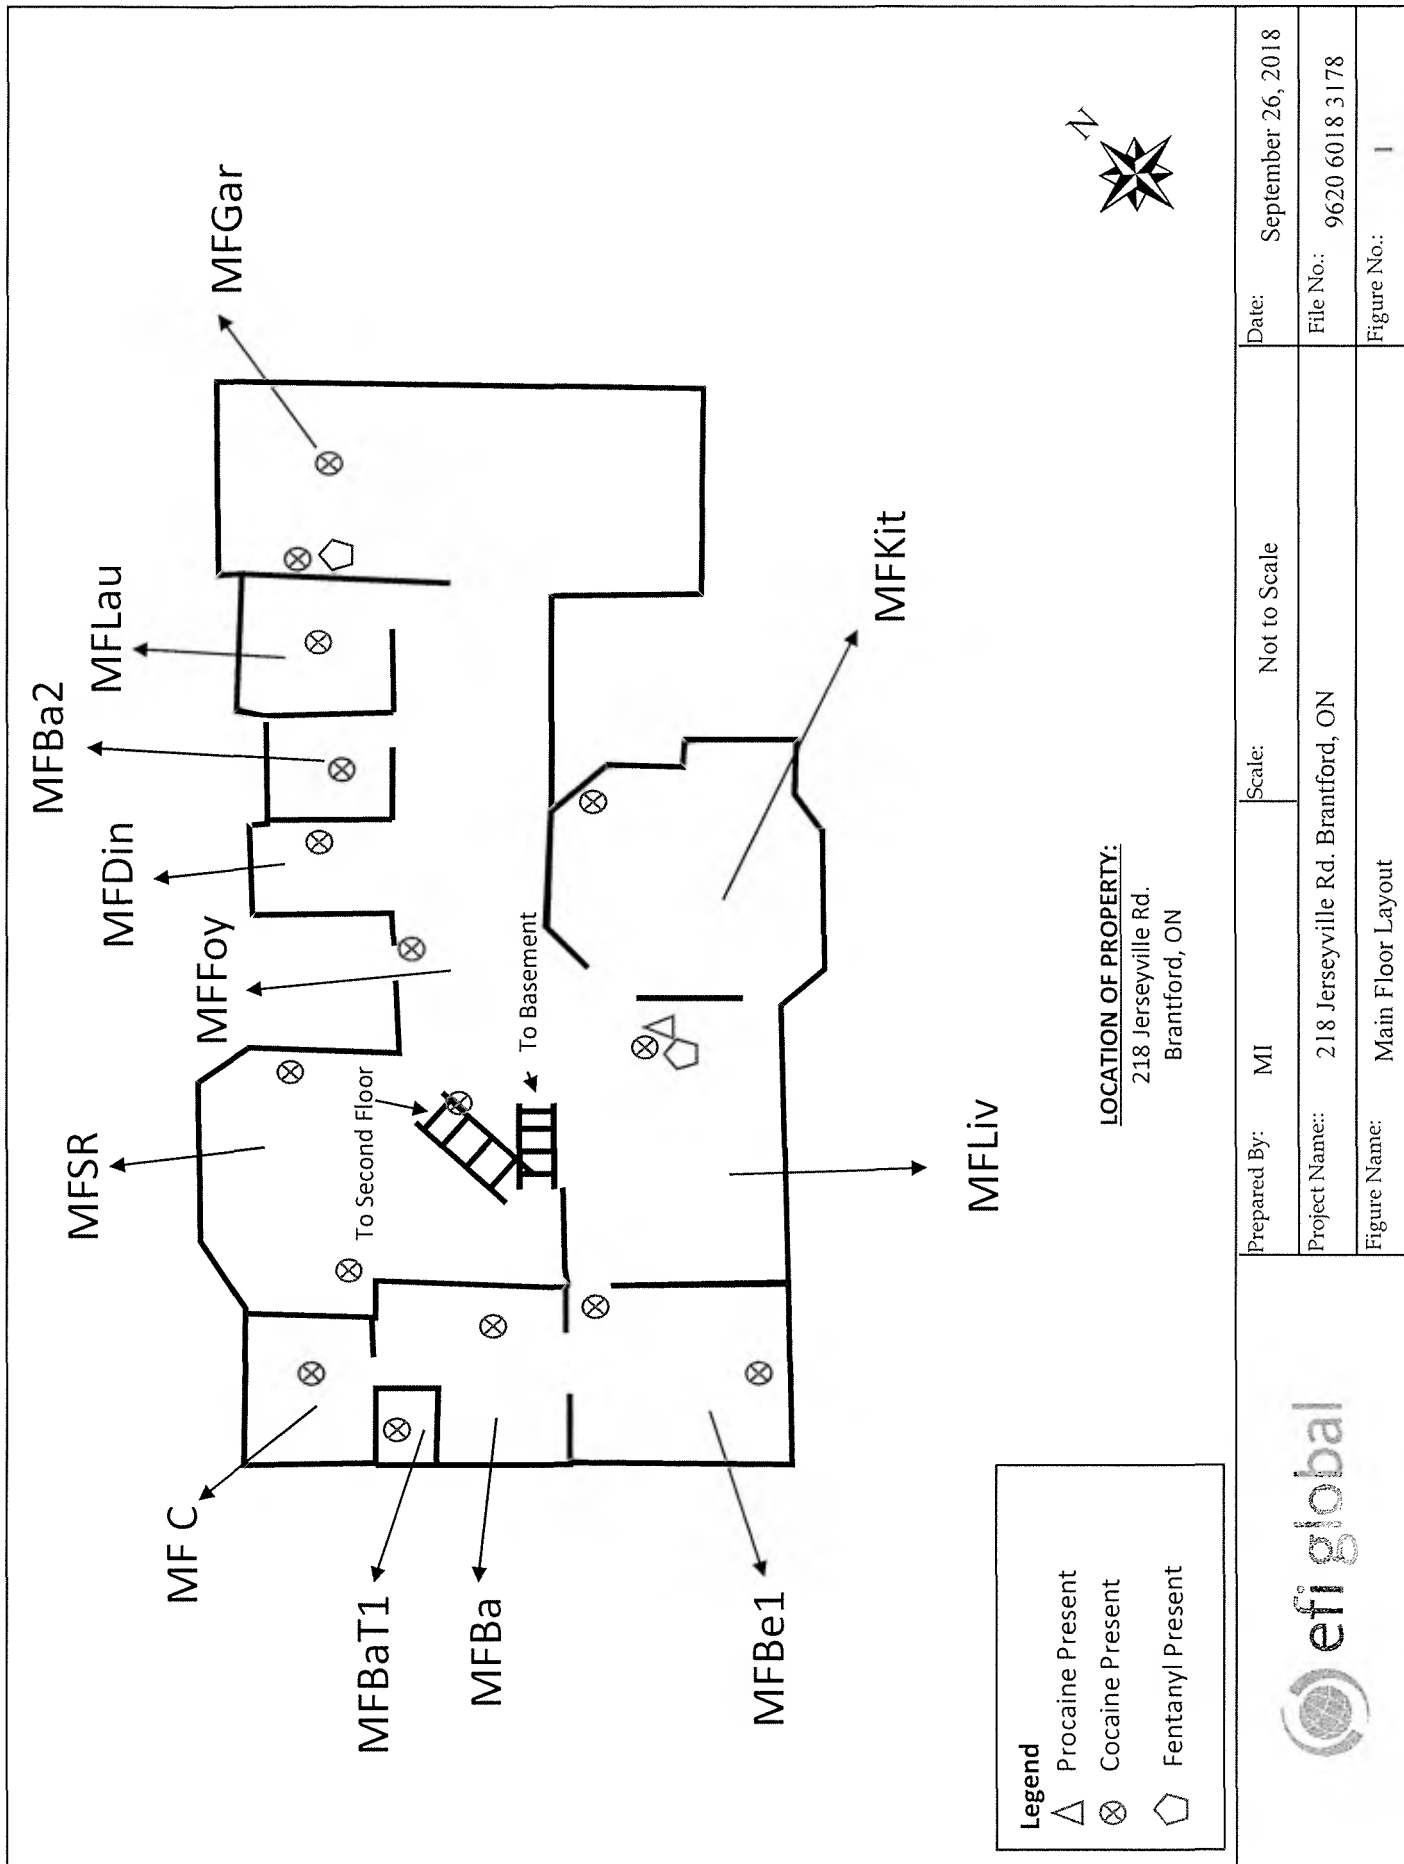 MFGar
MFLau
MFBa2
MFDin
MFFoy
MFSR
MF C
MFBaT1
MFBa
MFBe1
To Second Floor
To Basement
MFKit
MFLiv
N
LOCATION OF PROPERTY:
218 Jerseyville Rd.
Brantford, ON
Legend
Procaine Present
Cocaine Present
Fentanyl Present
efi global
Prepared By: MI
Scale: Not to Scale
Date: September 26, 2018
Project Name:: 218 Jerseyville Rd. Brantford, ON
File No.: 9620 6018 3178
Figure Name: Main Floor Layout
Figure No.: 1